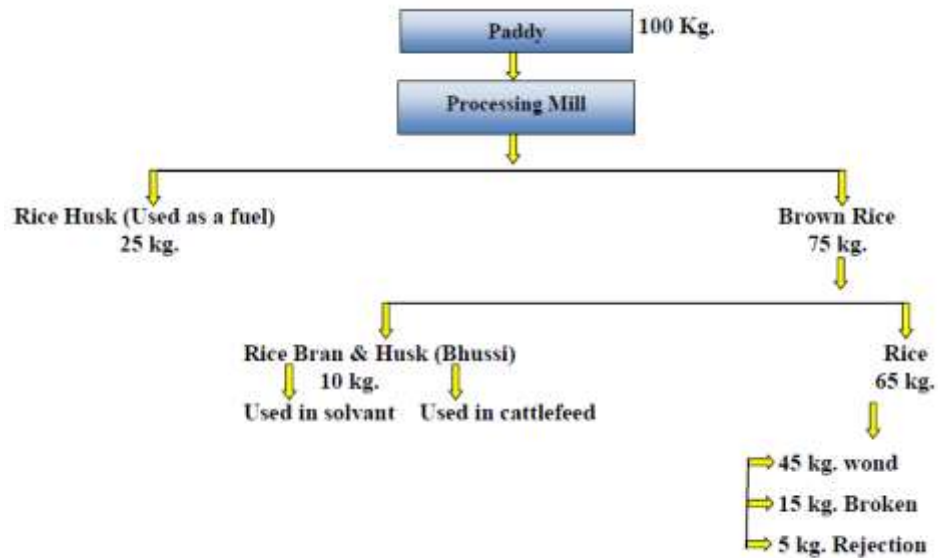 Paddy
100 Kg.
Processing Mill
Rice Husk (Used as a fuel)
25 kg.
Brown Rice
75 kg.
Rice Bran & Husk (Bhussi)
10 kg.
Used in solvant
Used in cattlefeed
Rice
65 kg.
45 kg. wond
15 kg. Broken
5 kg. Rejection